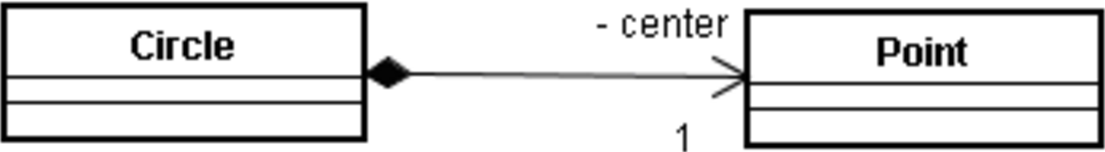 Circle
- center
Point
1